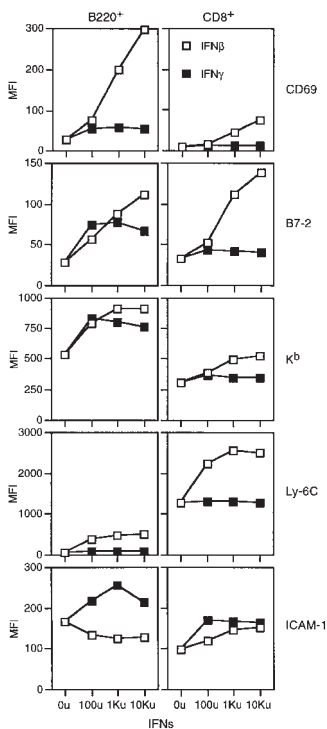 B220+ CD8+
300
200
100
0
MFI
IFNβ
IFNγ
CD69
150
100
50
0
MFI
B7-2
1000
750
500
250
0
MFI
Kb
3000
2000
1000
0
MFI
Ly-6C
300
200
100
0
MFI
ICAM-1
0u 100u 1Ku 10Ku 0u 100u 1Ku 10Ku
IFNs